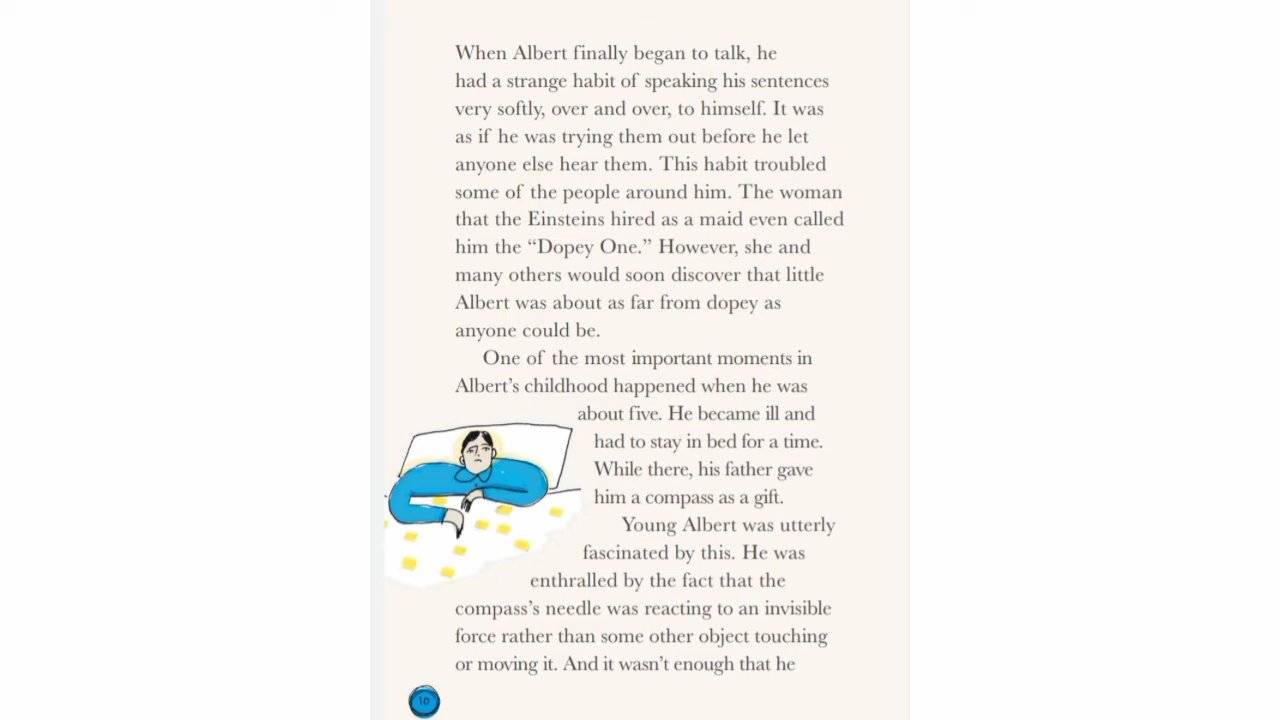 When Albert finally began to talk, he
had a strange habit of speaking his sentences
very softly, over and over, to himself. It was
as if he was trying them out before he let
anyone else hear them. This habit troubled
some of the people around him. The woman
that the Einsteins hired as a maid even called
him the “Dopey One.” However, she and
many others would soon discover that little
Albert was about as far from dopey as
anyone could be.
One of the most important moments in
Albert’s childhood happened when he was
about five. He became ill and
had to stay in bed for a time.
While there, his father gave
him a compass as a gift.
Young Albert was utterly
fascinated by this. He was
enthralled by the fact that the
compass’s needle was reacting to an invisible
force rather than some other object touching
or moving it. And it wasn’t enough that he
10